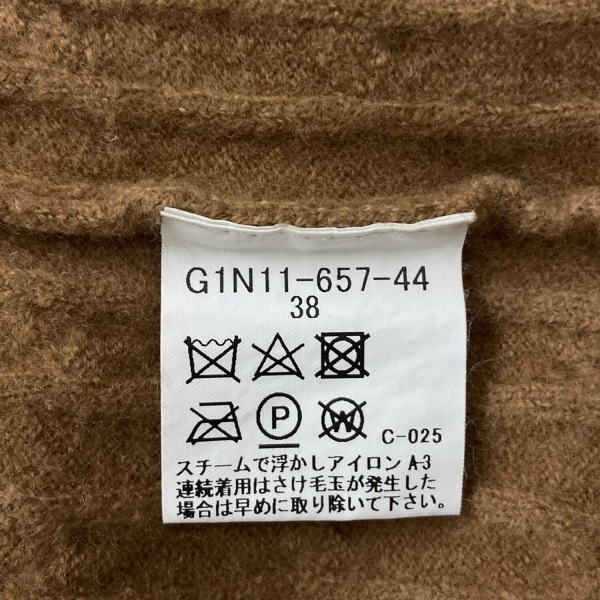 G1N11-657-44
38
P
W
C-025
スチームで浮かしアイロン A-3
連続着用はさけ毛玉が発生した
場合は早めに取り除いて下さい。